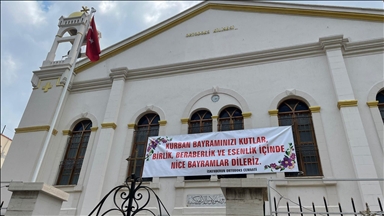 KURBAN BAYRAMINIZI KUTLAR,
BİRLİK, BERABERLİK VE ESENLİK İÇİNDE
NİCE BAYRAMLAR DİLERİZ.